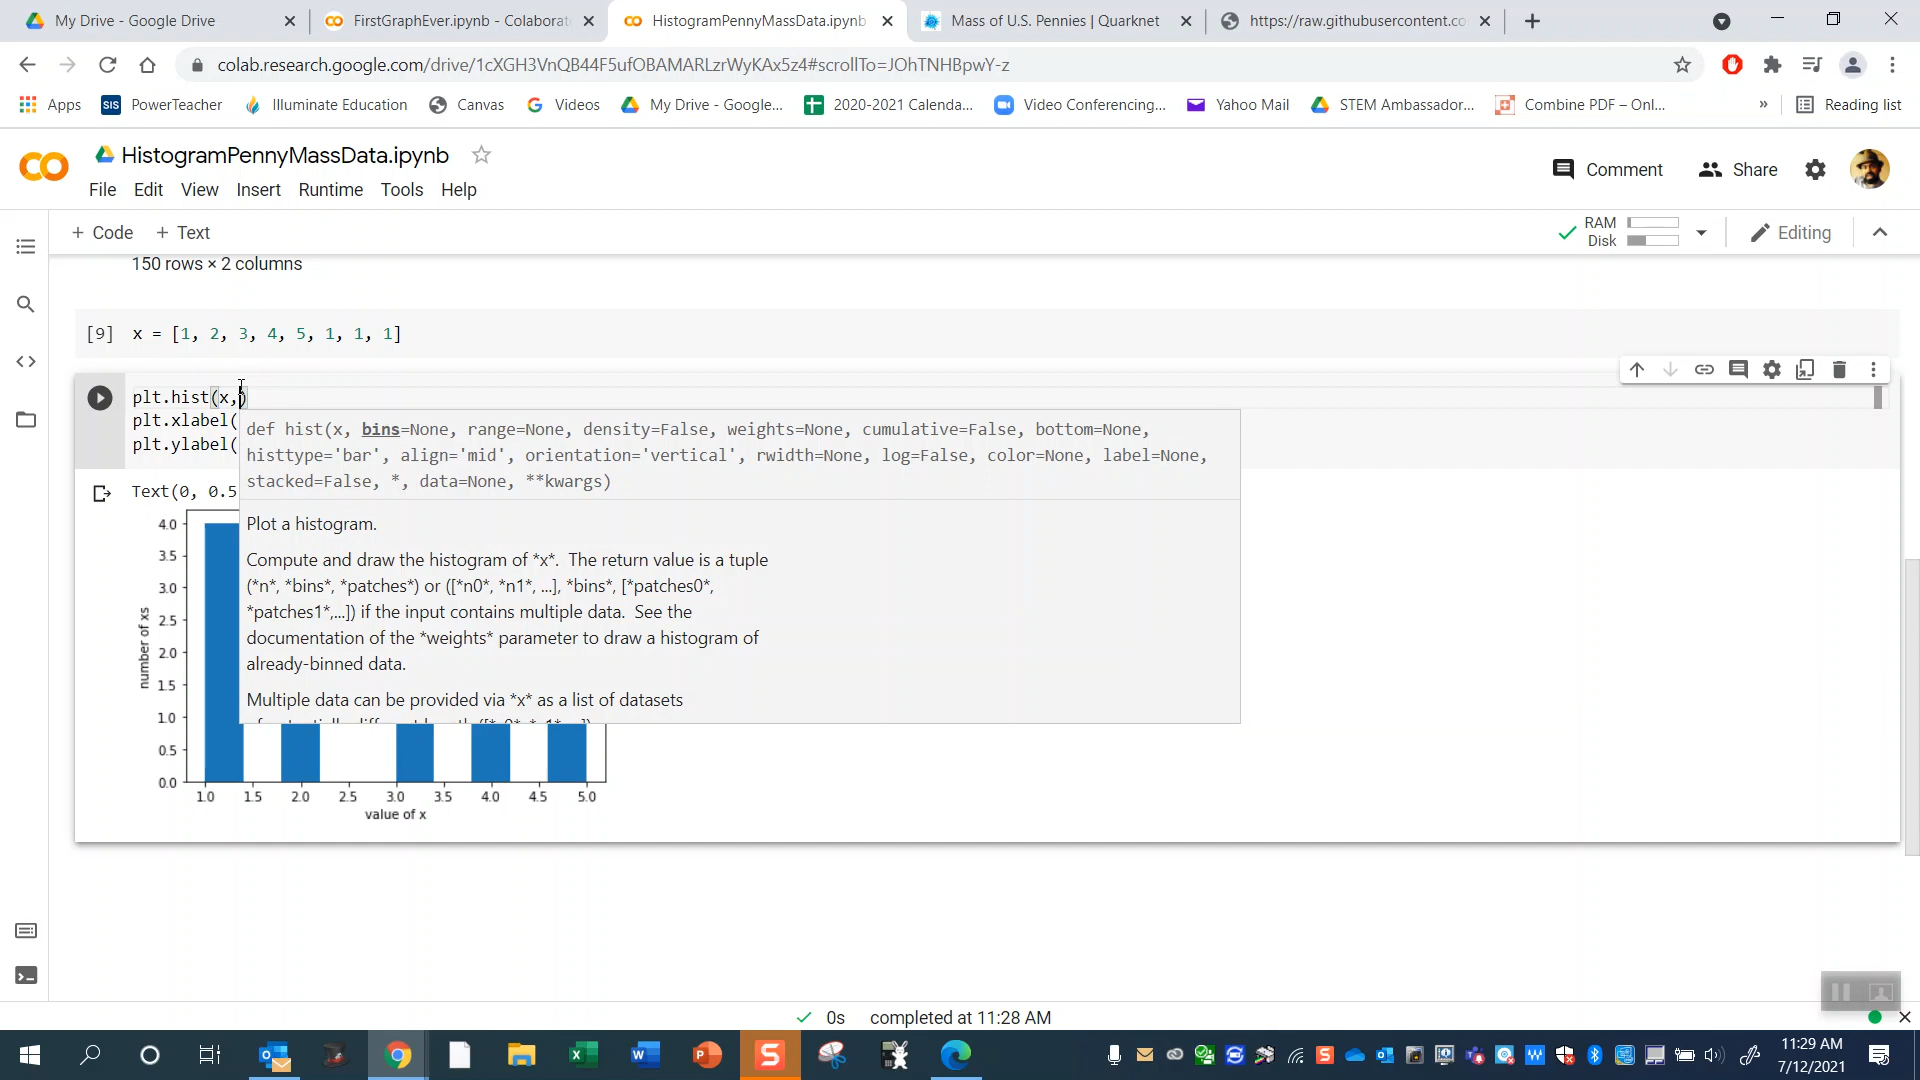 My Drive - Google Drive
FirstGraphEver.ipynb - Colaborat
HistogramPennyMassData.ipynb
Mass of U.S. Pennies | Quarknet
https://raw.githubusercontent.co
colab.research.google.com/drive/1cXGH3VnQB44F5ufOBAMARLzrWyKAx5z4#scrollTo=JOhTNHBpwY-z
Apps
SIS PowerTeacher
Illuminate Education
Canvas
Videos
My Drive - Google...
2020-2021 Calenda...
Video Conferencing...
Yahoo Mail
STEM Ambassador...
Combine PDF – Onl...
»
Reading list
HistogramPennyMassData.ipynb
Comment
Share
File Edit View Insert Runtime Tools Help
+ Code + Text
RAM
Disk
Editing
150 rows × 2 columns
[9] x = [1, 2, 3, 4, 5, 1, 1, 1]
plt.hist(x,)
plt.xlabel(
plt.ylabel(
def hist(x, bins=None, range=None, density=False, weights=None, cumulative=False, bottom=None,
histtype='bar', align='mid', orientation='vertical', rwidth=None, log=False, color=None, label=None,
stacked=False, *, data=None, **kwargs)
Text(0, 0.5
Plot a histogram.
Compute and draw the histogram of *x*. The return value is a tuple
(*n*, *bins*, *patches*) or ([*n0*, *n1*, ...], *bins*, [*patches0*,
*patches1*,...]) if the input contains multiple data. See the
documentation of the *weights* parameter to draw a histogram of
already-binned data.
Multiple data can be provided via *x* as a list of datasets
4.0
3.5
3.0
2.5
2.0
1.5
1.0
0.5
0.0
number of xs
1.0 1.5 2.0 2.5 3.0 3.5 4.0 4.5 5.0
value of x
0s completed at 11:28 AM
11:29 AM
7/12/2021